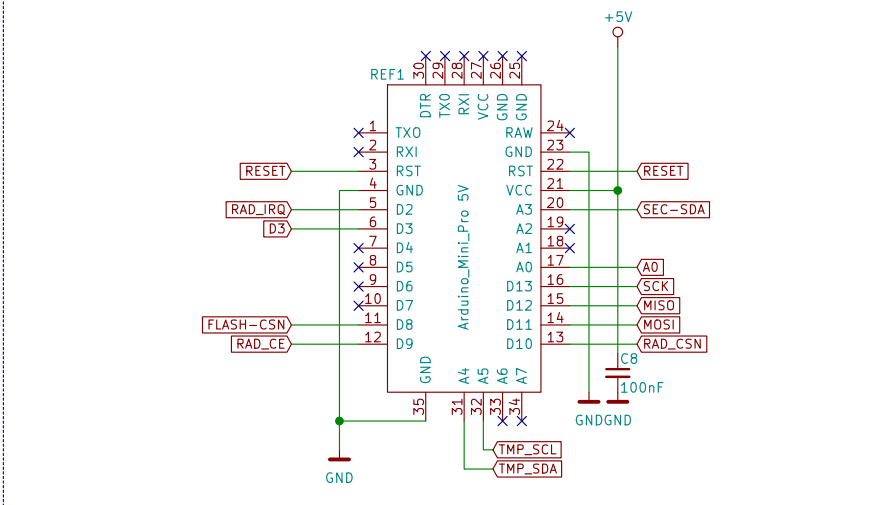 +5V
REF1
30 29 28 27 26 25
DTR TX0 RXI VCC GND GND
1 TXO RAW 24
2 RXI GND 23
RESET 3 RST RST 22 RESET
4 GND VCC 21
RAD_IRQ 5 D2 A3 20 SEC-SDA
D3 6 D3 A2 19
7 D4 A1 18
8 D5 A0 17 A0
9 D6 D13 16 SCK
10 D7 D12 15 MISO
FLASH-CSN 11 D8 D11 14 MOSI
RAD_CE 12 D9 D10 13 RAD_CSN
Arduino_Mini_Pro 5V
C8
100nF
GND A4 A5 A6 A7
35 31 32 33 34
GND GND
TMP_SCL
TMP_SDA
GND